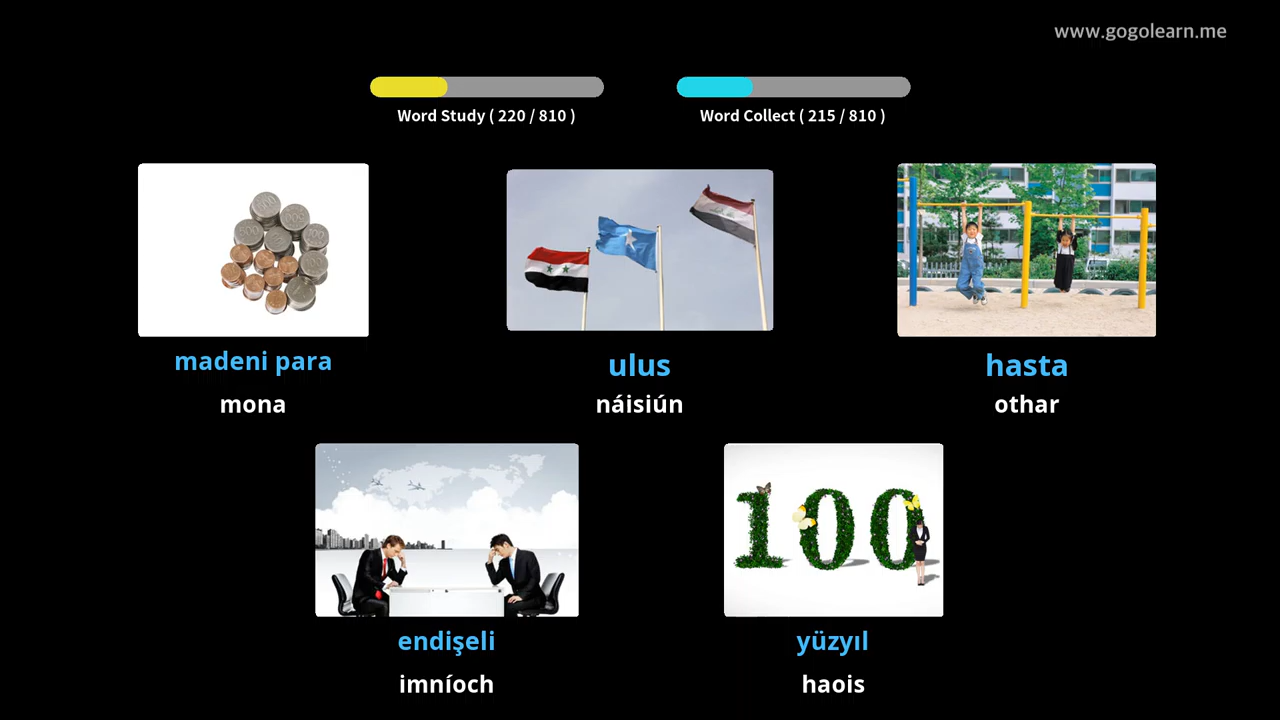 www.gogolearn.me
Word Study ( 220 / 810 )
Word Collect ( 215 / 810 )
madeni para
mona
ulus
náisiún
hasta
othar
endişeli
imníoch
100
yüzyıl
haois